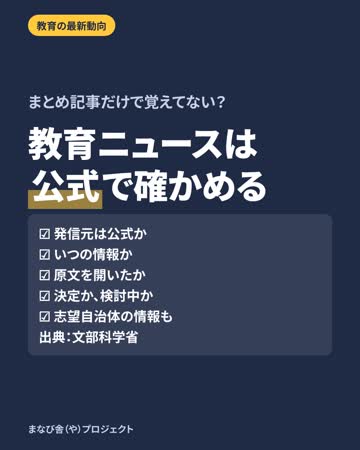 教育の最新動向
まとめ記事だけで覚えてない？
教育ニュースは
公式で確かめる
☑ 発信元は公式か
☑ いつの情報か
☑ 原文を開いたか
☑ 決定か、検討中か
☑ 志望自治体の情報も
出典：文部科学省
まなび舎（や）プロジェクト